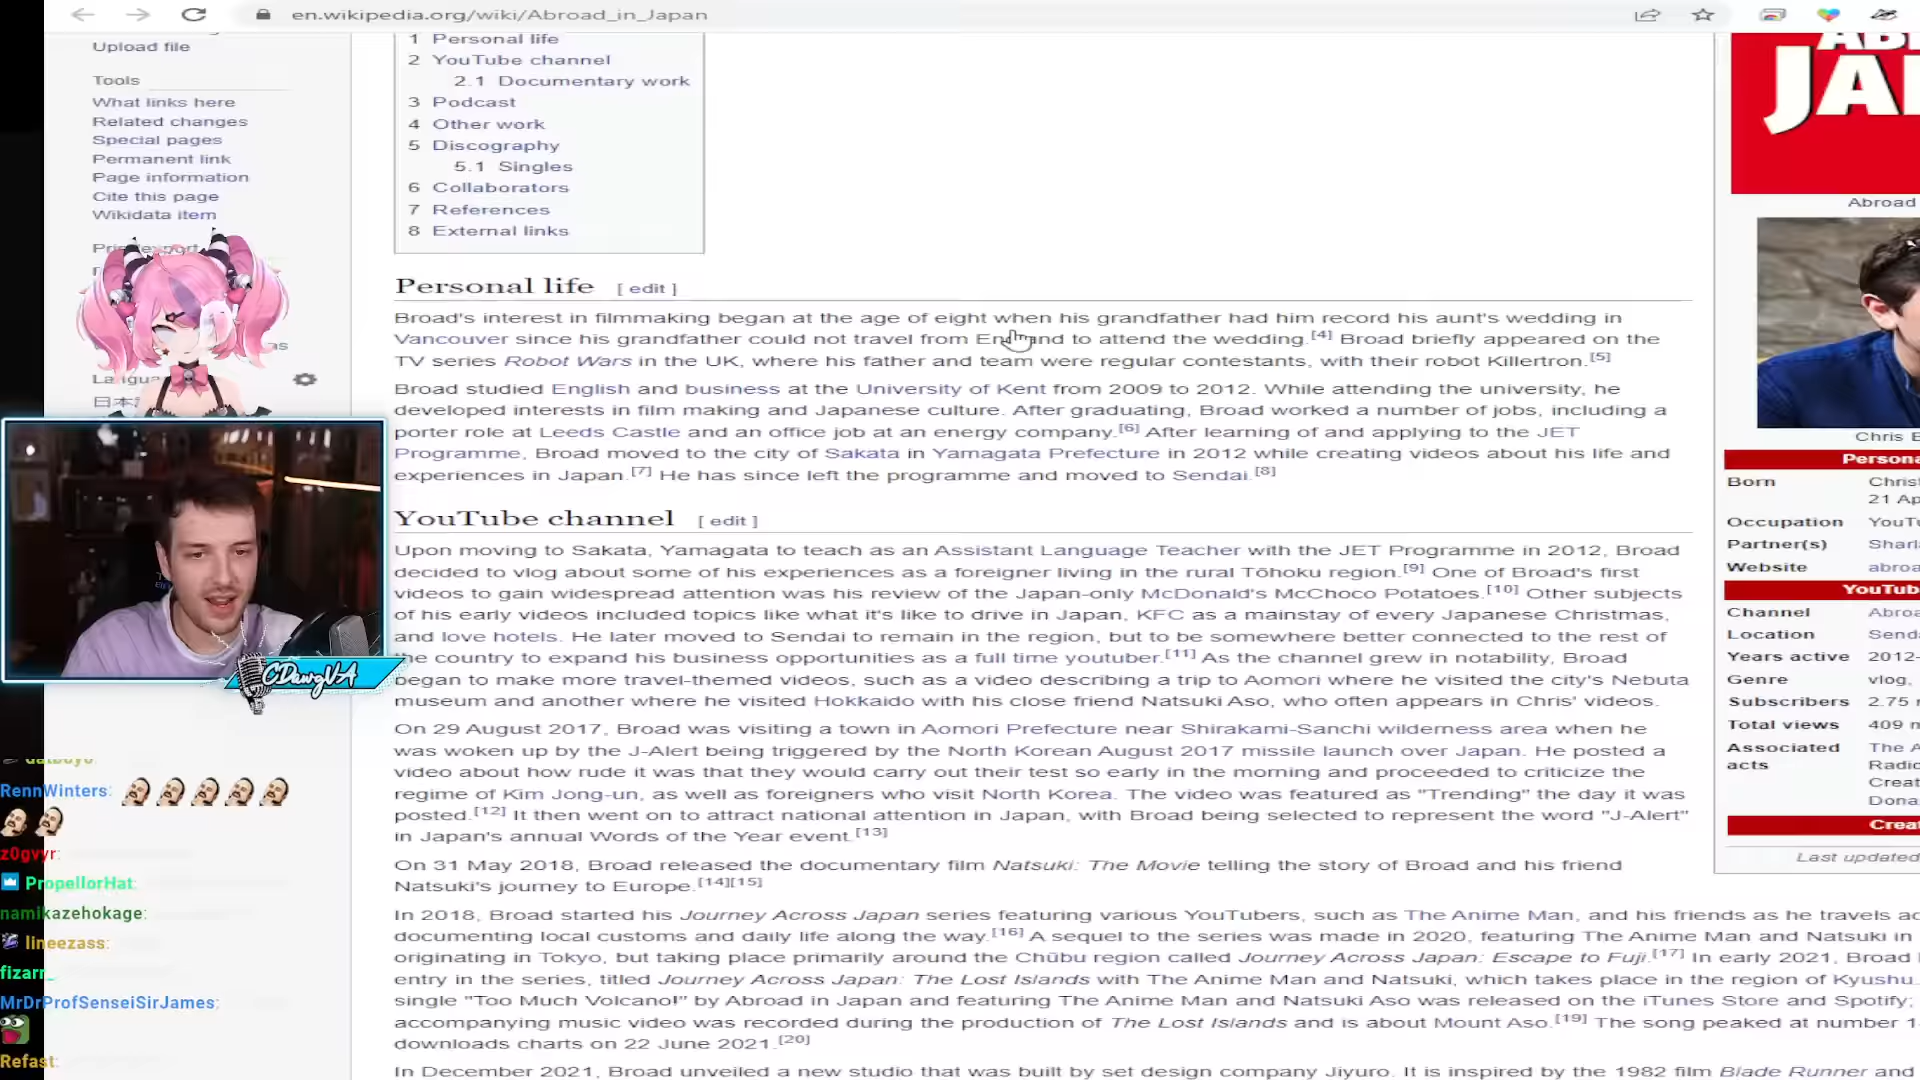 en.wikipedia.org/wiki/Abroad_in_Japan
Upload file
Tools
What links here
Related changes
Special pages
Permanent link
Page information
Cite this page
Wikidata item
1 Personal life
2 YouTube channel
2.1 Documentary work
3 Podcast
4 Other work
5 Discography
5.1 Singles
6 Collaborators
7 References
8 External links
Personal life [ edit ]
Broad's interest in filmmaking began at the age of eight when his grandfather had him record his aunt's wedding in
Vancouver since his grandfather could not travel from England to attend the wedding.[4] Broad briefly appeared on the
TV series Robot Wars in the UK, where his father and team were regular contestants, with their robot Killertron.[5]
Broad studied English and business at the University of Kent from 2009 to 2012. While attending the university, he
developed interests in film making and Japanese culture. After graduating, Broad worked a number of jobs, including a
porter role at Leeds Castle and an office job at an energy company.[6] After learning of and applying to the JET
Programme, Broad moved to the city of Sakata in Yamagata Prefecture in 2012 while creating videos about his life and
experiences in Japan.[7] He has since left the programme and moved to Sendai.[8]
YouTube channel [ edit ]
Upon moving to Sakata, Yamagata to teach as an Assistant Language Teacher with the JET Programme in 2012, Broad
decided to vlog about some of his experiences as a foreigner living in the rural Tōhoku region.[9] One of Broad's first
videos to gain widespread attention was his review of the Japan-only McDonald's McChoco Potatoes.[10] Other subjects
of his early videos included topics like what it's like to drive in Japan, KFC as a mainstay of every Japanese Christmas,
and love hotels. He later moved to Sendai to remain in the region, but to be somewhere better connected to the rest of
the country to expand his business opportunities as a full time youtuber.[11] As the channel grew in notability, Broad
began to make more travel-themed videos, such as a video describing a trip to Aomori where he visited the city's Nebuta
museum and another where he visited Hokkaido with his close friend Natsuki Aso, who often appears in Chris' videos.
On 29 August 2017, Broad was visiting a town in Aomori Prefecture near Shirakami-Sanchi wilderness area when he
was woken up by the J-Alert being triggered by the North Korean August 2017 missile launch over Japan. He posted a
video about how rude it was that they would carry out their test so early in the morning and proceeded to criticize the
regime of Kim Jong-un, as well as foreigners who visit North Korea. The video was featured as "Trending" the day it was
posted.[12] It then went on to attract national attention in Japan, with Broad being selected to represent the word "J-Alert"
in Japan's annual Words of the Year event.[13]
On 31 May 2018, Broad released the documentary film Natsuki: The Movie telling the story of Broad and his friend
Natsuki's journey to Europe.[14][15]
In 2018, Broad started his Journey Across Japan series featuring various YouTubers, such as The Anime Man, and his friends as he travels
documenting local customs and daily life along the way.[16] A sequel to the series was made in 2020, featuring The Anime Man and Natsuki in
originating in Tokyo, but taking place primarily around the Chūbu region called Journey Across Japan: Escape to Fuji.[17] In early 2021, Broad
entry in the series, titled Journey Across Japan: The Lost Islands with The Anime Man and Natsuki, which takes place in the region of Kyushu.
single "Too Much Volcano!" by Abroad in Japan and featuring The Anime Man and Natsuki Aso was released on the iTunes Store and Spotify;
accompanying music video was recorded during the production of The Lost Islands and is about Mount Aso.[19] The song peaked at number
downloads charts on 22 June 2021.[20]
In December 2021, Broad unveiled a new studio that was built by set design company Jiyuro. It is inspired by the 1982 film Blade Runner and
JA
Abroad
Chris
Born
21
Occupation
Partner(s)
Website
Channel
Location
Years active 2012-
Genre vlog,
Subscribers 2.75
Total views 409
Associated The
acts
Last updated
CDawgVA
RennWinters:
z0gvyr:
PropellorHat:
namikazehokage:
lineezass:
fizarr_
MrDrProfSenseiSirJames:
Refast: